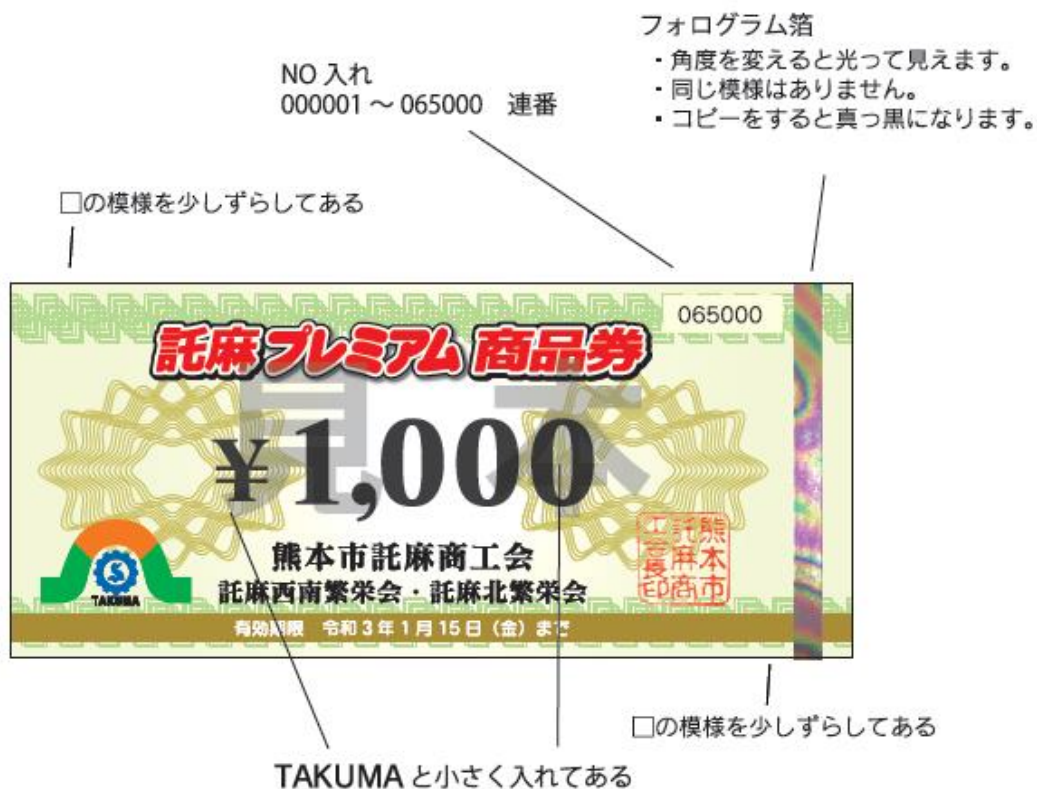 フォログラム箔
・角度を変えると光って見えます。
・同じ模様はありません。
・コピーをすると真っ黒になります。
NO 入れ
000001 ～ 065000　連番
□の模様を少しずらしてある
065000
託麻 プレミアム 商品券
見 本
¥1,000
熊本市託麻商工会
託麻西南繁栄会・託麻北繁栄会
熊本市
託麻商
工会長印
TAKUMA
有効期限　令和3年1月15日（金）まで
□の模様を少しずらしてある
TAKUMA と小さく入れてある